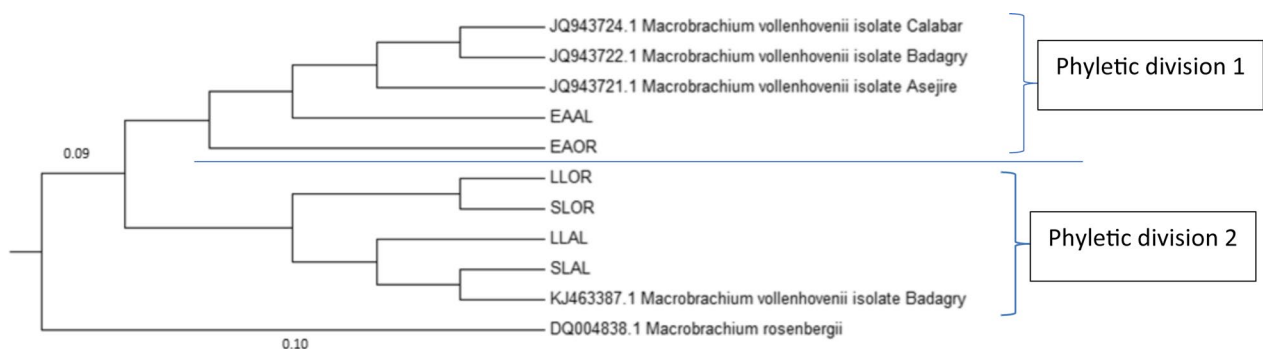 JQ943724.1 Macrobrachium vollenhovenii isolate Calabar
JQ943722.1 Macrobrachium vollenhovenii isolate Badagry
JQ943721.1 Macrobrachium vollenhovenii isolate Asejire
EAAL
EAOR
Phyletic division 1
0.09
LLOR
SLOR
LLAL
SLAL
KJ463387.1 Macrobrachium vollenhovenii isolate Badagry
Phyletic division 2
DQ004838.1 Macrobrachium rosenbergii
0.10